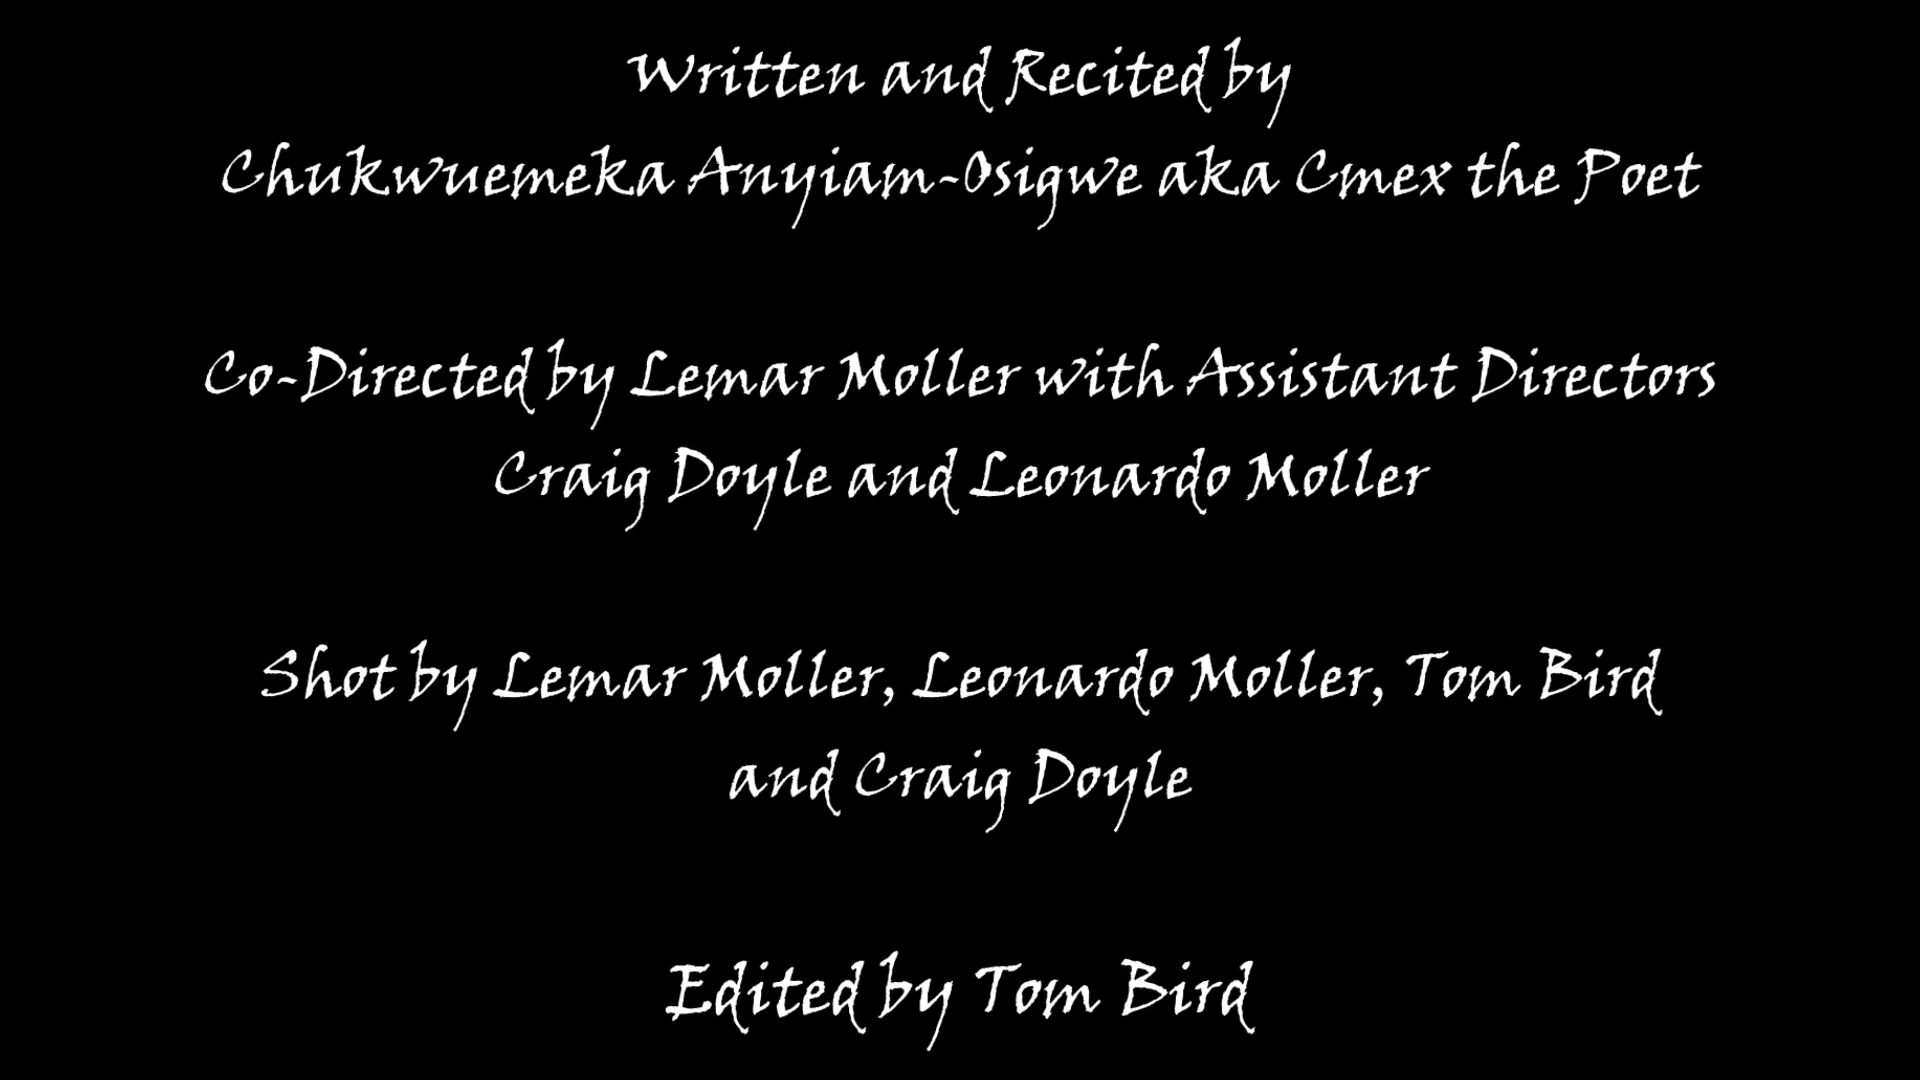 Written and Recited by
Chukwuemeka Anyiam-Osigwe aka Cmex the Poet
Co-Directed by Lemar Moller with Assistant Directors
Craig Doyle and Leonardo Moller
Shot by Lemar Moller, Leonardo Moller, Tom Bird
and Craig Doyle
Edited by Tom Bird